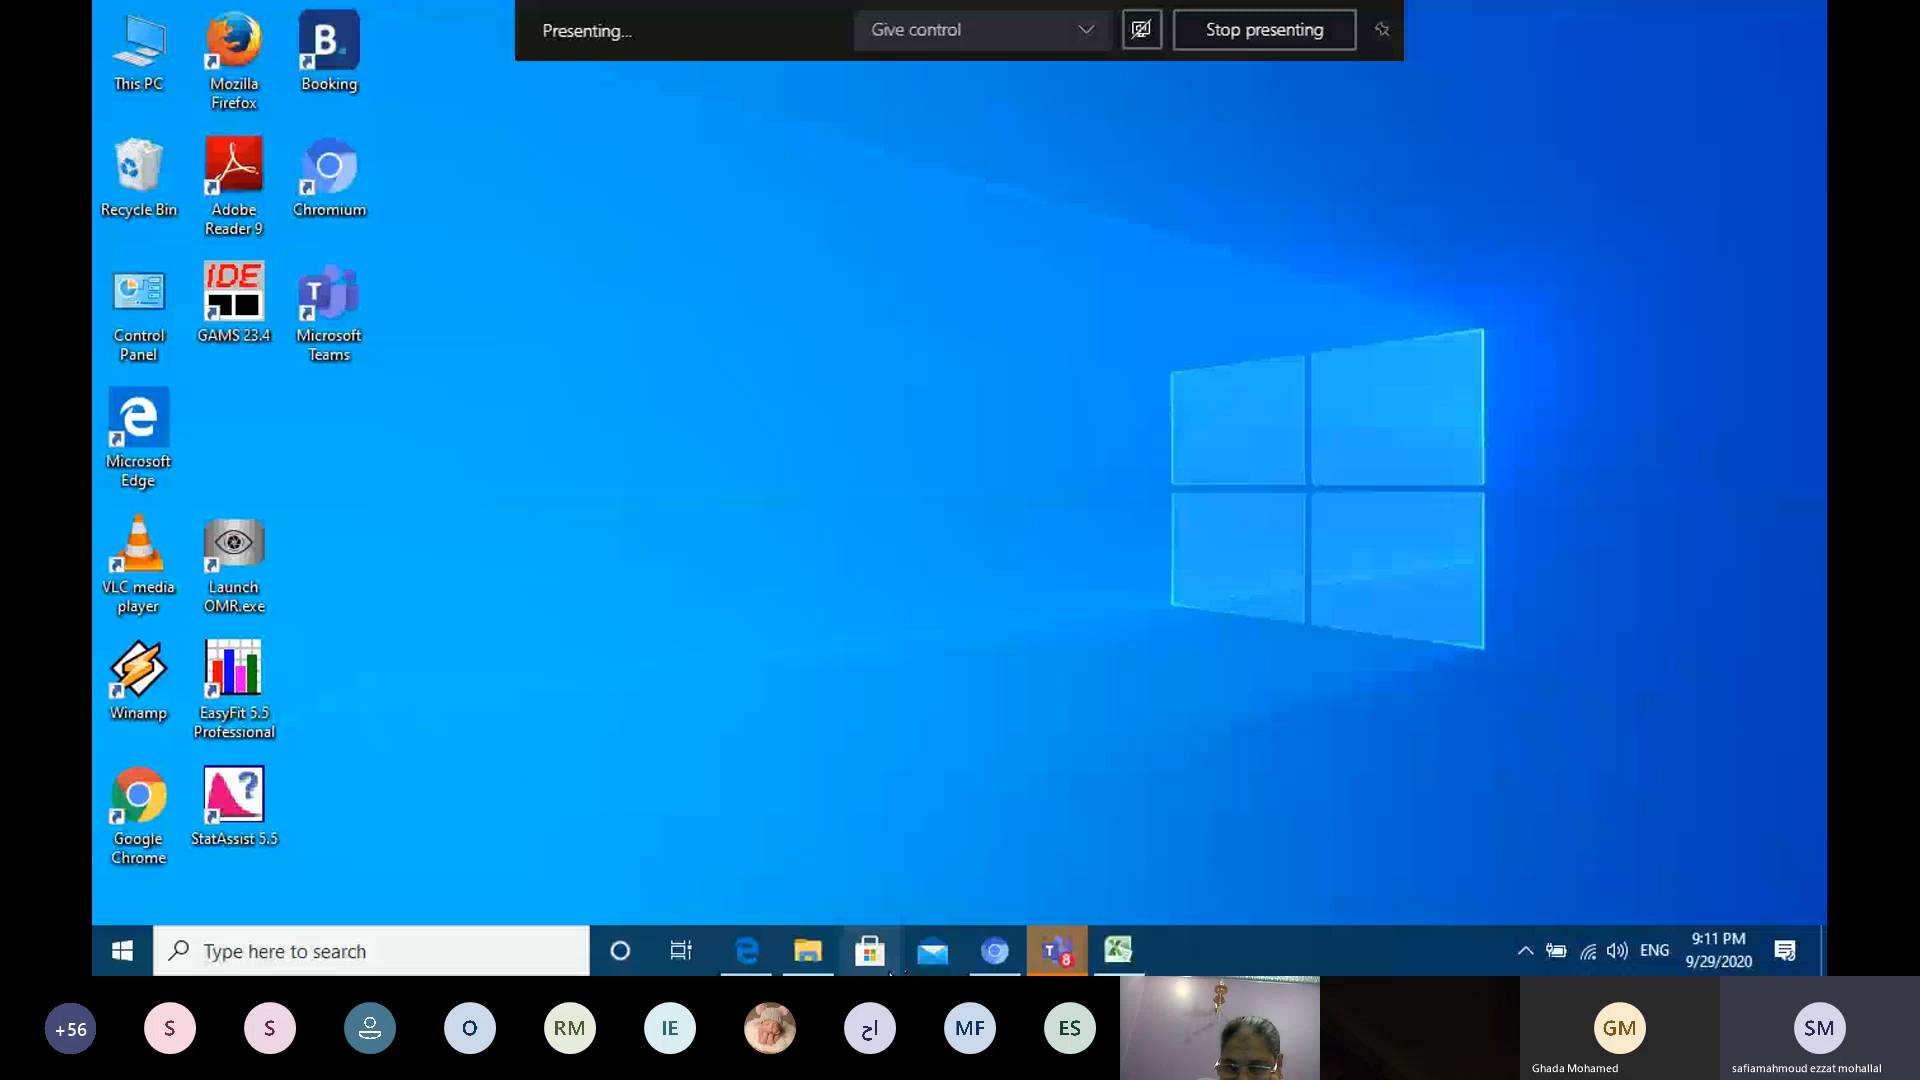 Presenting...
Give control
Stop presenting
This PC
Mozilla
Firefox
Booking
B.
Recycle Bin
Adobe
Reader 9
Chromium
Control
Panel
IDE
GAMS 23.4
T
Microsoft
Teams
Microsoft
Edge
VLC media
player
Launch
OMR.exe
Winamp
EasyFit 5.5
Professional
Google
Chrome
StatAssist 5.5
Type here to search
T
8
ENG
9:11 PM
9/29/2020
+56
S
S
O
RM
IE
اح
MF
ES
GM
Ghada Mohamed
SM
safiamahmoud ezzat mohallal